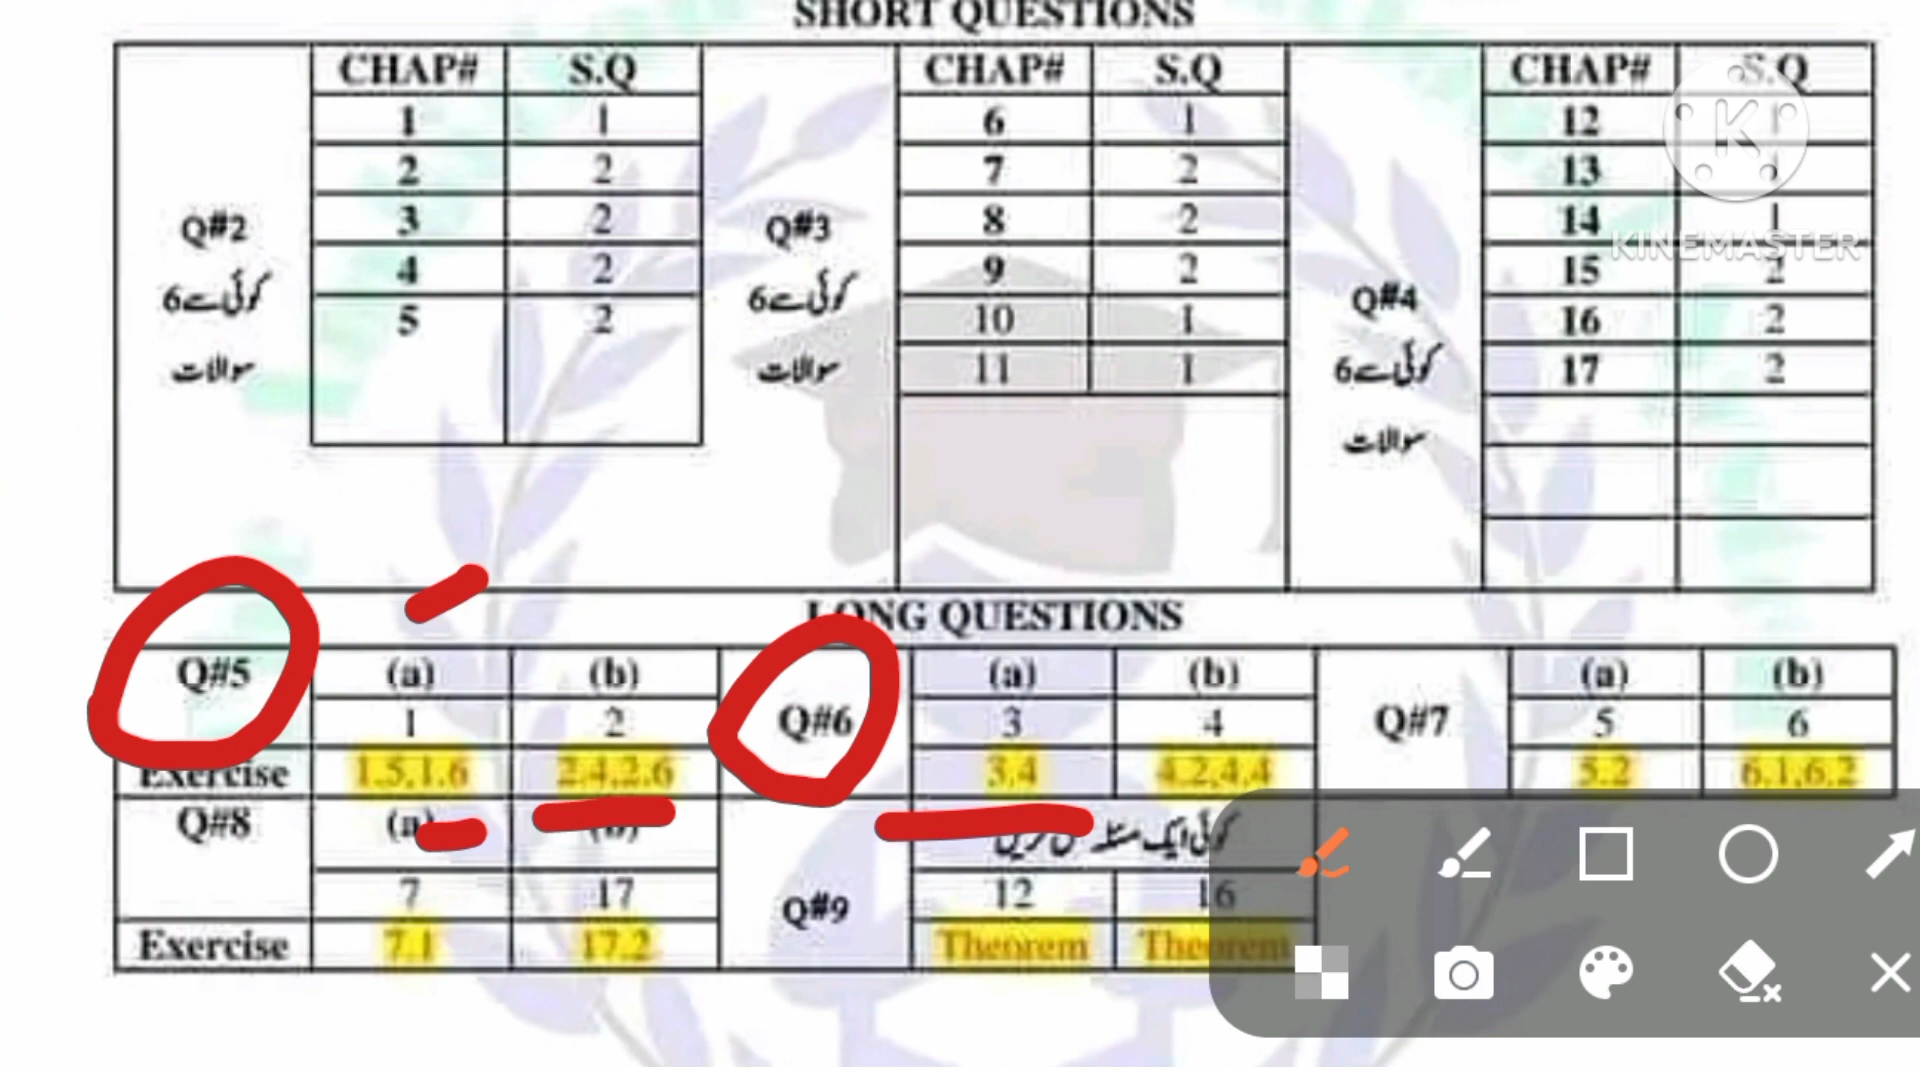 SHORT QUESTIONS
CHAP# S.Q CHAP# S.Q CHAP# S.Q
1 1 6 1 12 1
2 2 7 2 13
Q#2 3 2 Q#3 8 2 14 1
KINEMASTER
کوئی سے 6 4 2 کوئی سے 6 9 2 Q#4 15 2
5 2 10 1 16 2
سوالات سوالات 11 1 کوئی سے 6 17 2
سوالات
LONG QUESTIONS
Q#5 (a) (b) Q#6 (a) (b) Q#7 (a) (b)
1 2 3 4 5 6
Exercise 1.5,1.6 2.4,2.6 3.4 4.2,4.4 5.2 6.1,6.2
Q#8 (a) (b) کوئی ایک مسئلہ
7 17 Q#9 12 16
Exercise 7.1 17.2 Theorem Theorem